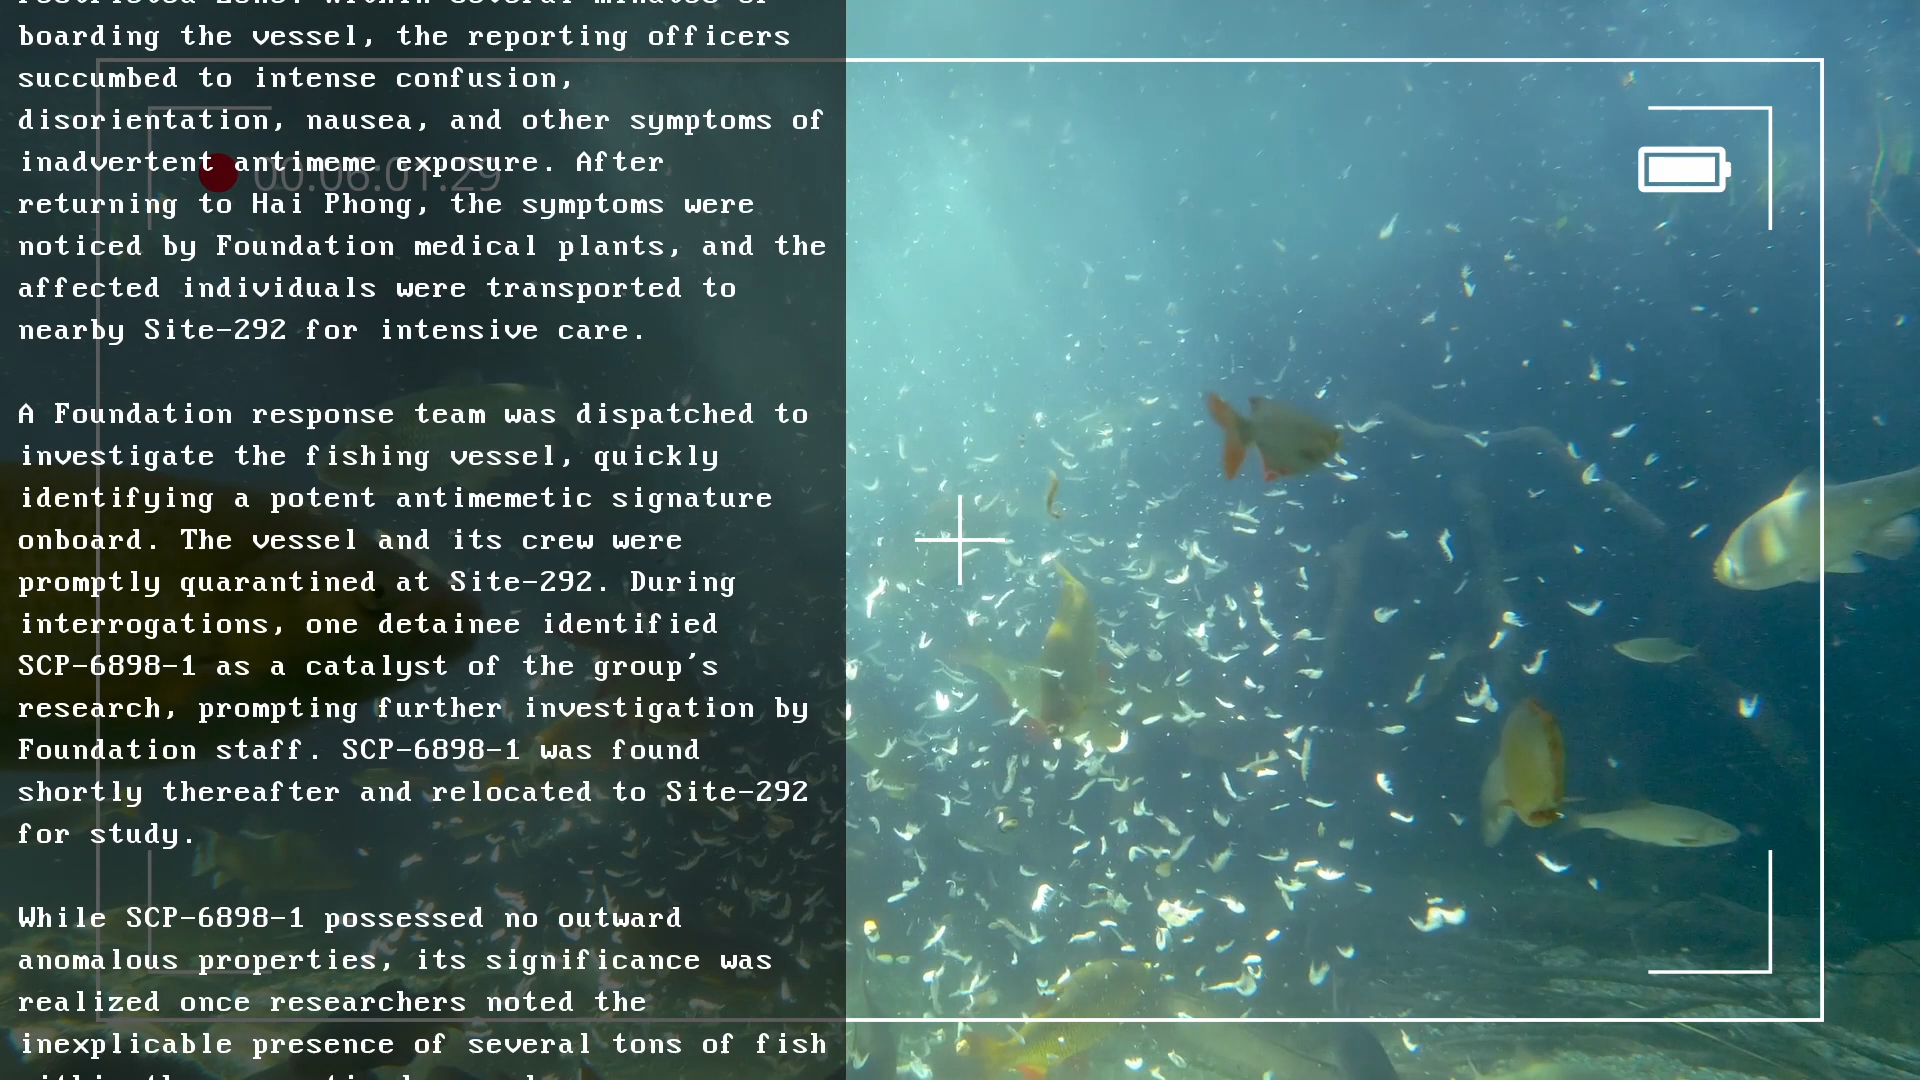 boarding the vessel, the reporting officers
succumbed to intense confusion,
disorientation, nausea, and other symptoms of
inadvertent antimeme exposure. After
00:06:01:29
returning to Hai Phong, the symptoms were
noticed by Foundation medical plants, and the
affected individuals were transported to
nearby Site-292 for intensive care.
A Foundation response team was dispatched to
investigate the fishing vessel, quickly
identifying a potent antimemetic signature
onboard. The vessel and its crew were
promptly quarantined at Site-292. During
interrogations, one detainee identified
SCP-6898-1 as a catalyst of the group's
research, prompting further investigation by
Foundation staff. SCP-6898-1 was found
shortly thereafter and relocated to Site-292
for study.
While SCP-6898-1 possessed no outward
anomalous properties, its significance was
realized once researchers noted the
inexplicable presence of several tons of fish